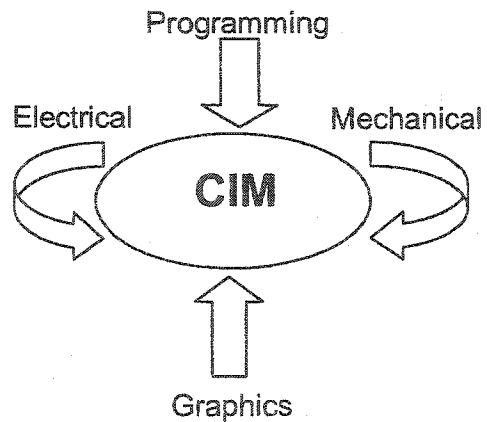 Programming
Electrical
Mechanical
CIM
Graphics